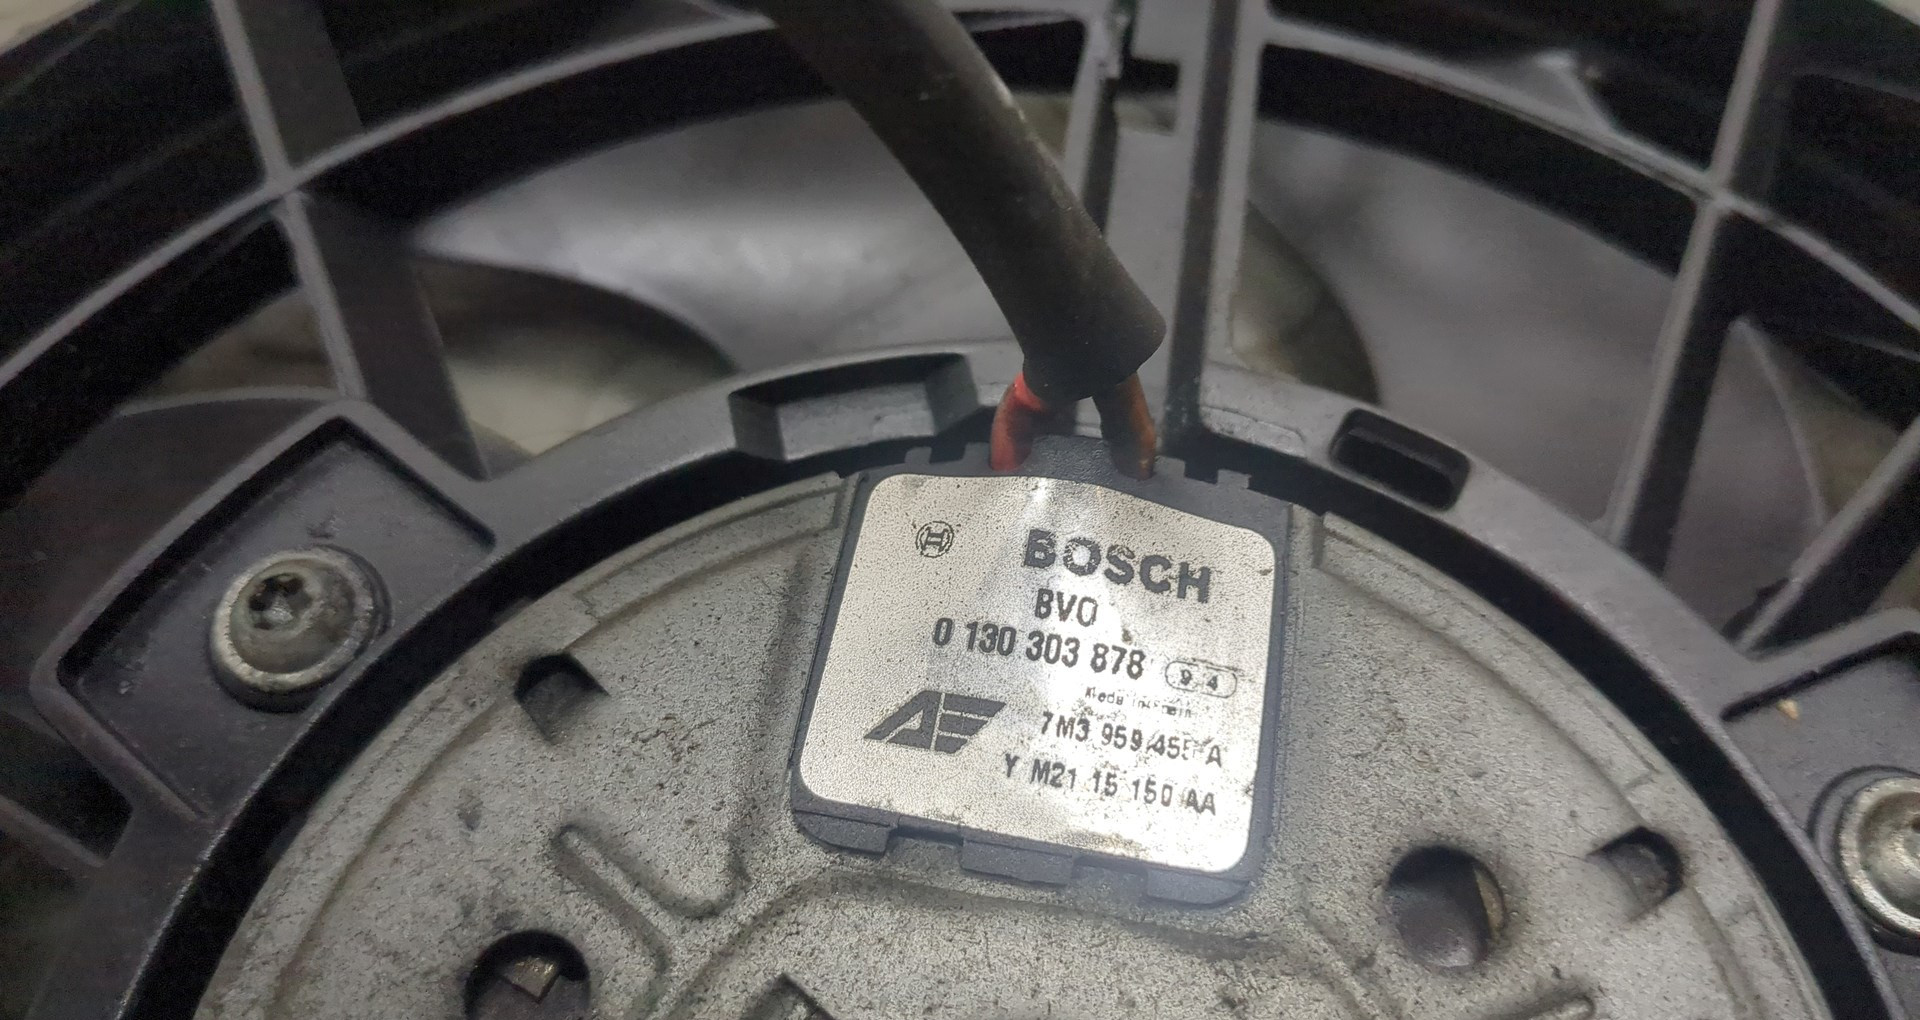 BOSCH
BVO
0 130 303 878 9 4
7M3 959 455 A
Y M21 15 150 AA